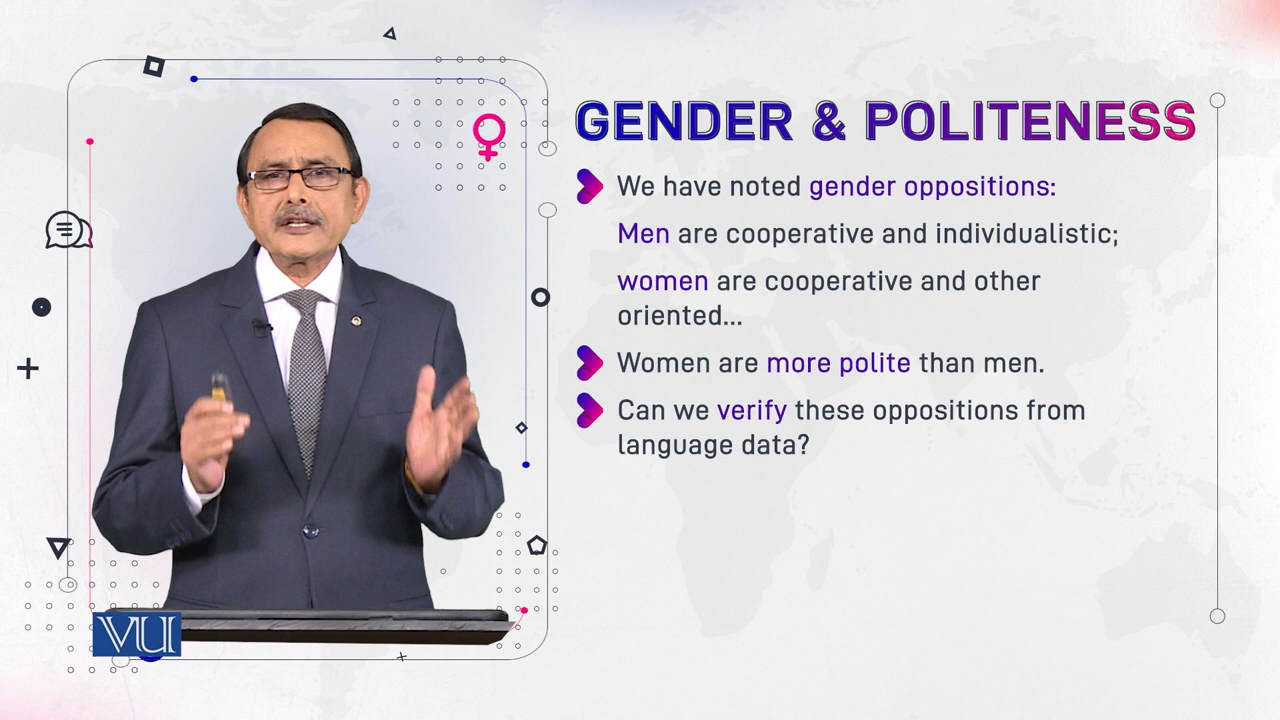 GENDER & POLITENESS
We have noted gender oppositions:
Men are cooperative and individualistic;
women are cooperative and other
oriented...
Women are more polite than men.
Can we verify these oppositions from
language data?
VU